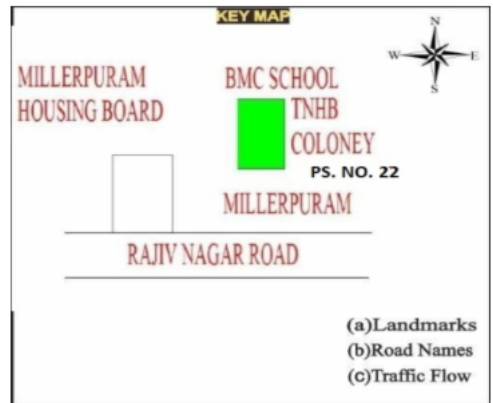 KEY MAP
N
W
E
S
MILLERPURAM
HOUSING BOARD
BMC SCHOOL
TNHB
COLONEY
PS. NO. 22
MILLERPURAM
RAJIV NAGAR ROAD
(a)Landmarks
(b)Road Names
(c)Traffic Flow